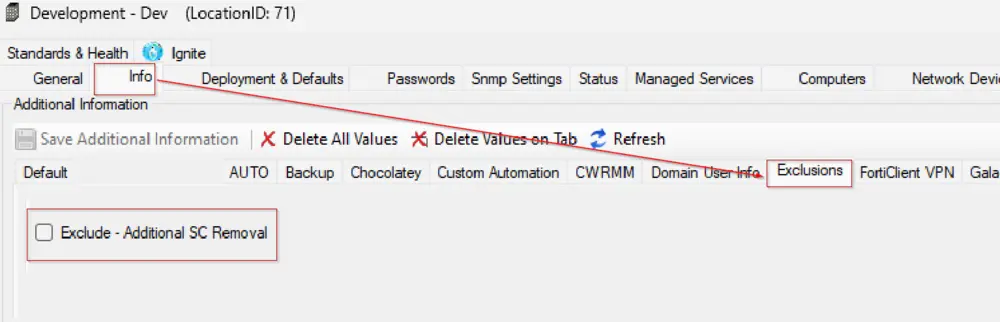 Development - Dev (LocationID: 71)
Standards & Health Ignite
General Info Deployment & Defaults Passwords Snmp Settings Status Managed Services Computers Network Devic
Additional Information
Save Additional Information Delete All Values Delete Values on Tab Refresh
Default AUTO Backup Chocolatey Custom Automation CWRMM Domain User Info Exclusions FortiClient VPN Gala
Exclude - Additional SC Removal